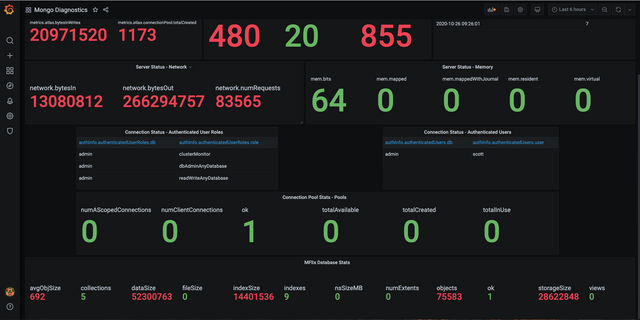 Mongo Diagnostics
Last 6 hours
metrics.atlas.bytesInWrites metrics.atlas.connectionPool.totalCreated
20971520 1173 480 20 855
2020-10-26 09:26:01 7
Server Status - Network
Server Status - Memory
network.bytesIn network.bytesOut network.numRequests
13080812 266294757 83565
mem.bits mem.mapped mem.mappedWithJournal mem.resident mem.virtual
64 0 0 0 0
Connection Status - Authenticated User Roles
Connection Status - Authenticated Users
authInfo.authenticatedUserRoles.db authInfo.authenticatedUserRoles.role
admin clusterMonitor
admin dbAdminAnyDatabase
admin readWriteAnyDatabase
authInfo.authenticatedUsers.db authInfo.authenticatedUsers.user
admin scott
Connection Pool Stats - Pools
numAScopedConnections numClientConnections ok totalAvailable totalCreated totalInUse
0 0 1 0 0 0
MFlix Database Stats
avgObjSize collections dataSize fileSize indexSize indexes nsSizeMB numExtents objects ok storageSize views
692 5 52300763 0 14401536 9 0 0 75583 1 28622848 0